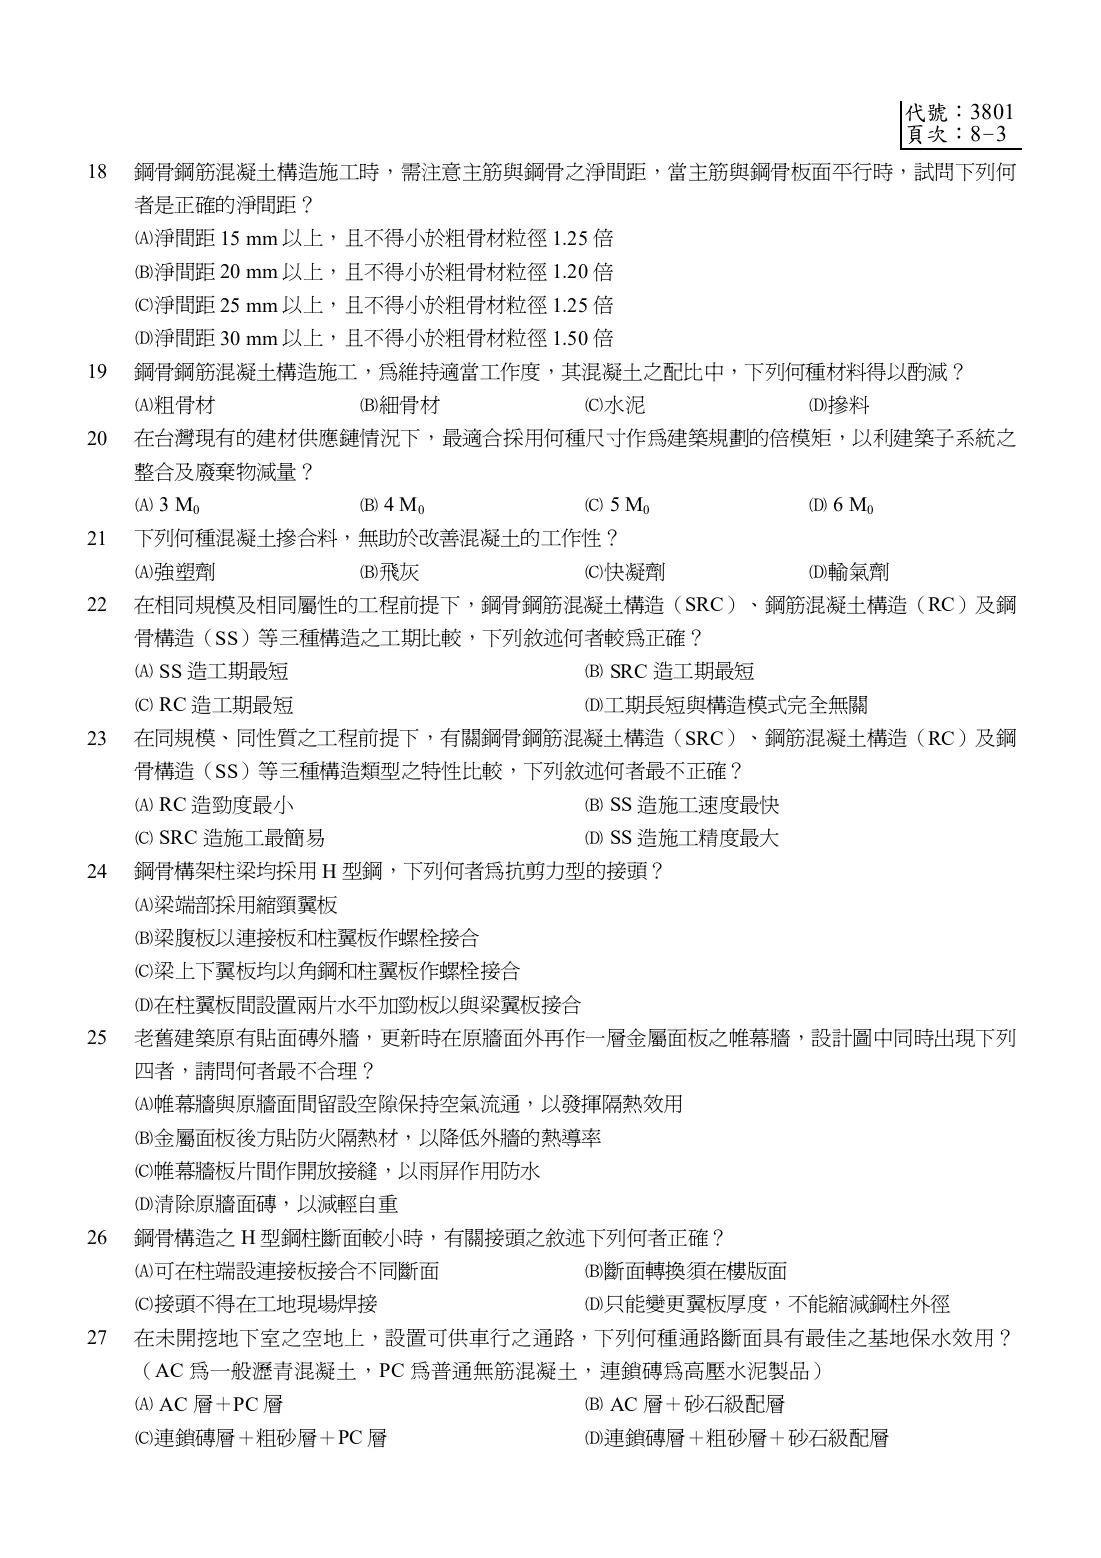 代號：3801
頁次：8-3
18 鋼骨鋼筋混凝土構造施工時，需注意主筋與鋼骨之淨間距，當主筋與鋼骨板面平行時，試問下列何
者是正確的淨間距？
(A)淨間距 15 mm 以上，且不得小於粗骨材粒徑 1.25 倍
(B)淨間距 20 mm 以上，且不得小於粗骨材粒徑 1.20 倍
(C)淨間距 25 mm 以上，且不得小於粗骨材粒徑 1.25 倍
(D)淨間距 30 mm 以上，且不得小於粗骨材粒徑 1.50 倍
19 鋼骨鋼筋混凝土構造施工，為維持適當工作度，其混凝土之配比中，下列何種材料得以酌減？
(A)粗骨材 (B)細骨材 (C)水泥 (D)摻料
20 在台灣現有的建材供應鏈情況下，最適合採用何種尺寸作為建築規劃的倍模矩，以利建築子系統之
整合及廢棄物減量？
(A) 3 M₀ (B) 4 M₀ (C) 5 M₀ (D) 6 M₀
21 下列何種混凝土摻合料，無助於改善混凝土的工作性？
(A)強塑劑 (B)飛灰 (C)快凝劑 (D)輸氣劑
22 在相同規模及相同屬性的工程前提下，鋼骨鋼筋混凝土構造（SRC）、鋼筋混凝土構造（RC）及鋼
骨構造（SS）等三種構造之工期比較，下列敘述何者較為正確？
(A) SS 造工期最短 (B) SRC 造工期最短
(C) RC 造工期最短 (D)工期長短與構造模式完全無關
23 在同規模、同性質之工程前提下，有關鋼骨鋼筋混凝土構造（SRC）、鋼筋混凝土構造（RC）及鋼
骨構造（SS）等三種構造類型之特性比較，下列敘述何者最不正確？
(A) RC 造勁度最小 (B) SS 造施工速度最快
(C) SRC 造施工最簡易 (D) SS 造施工精度最大
24 鋼骨構架柱梁均採用 H 型鋼，下列何者為抗剪力型的接頭？
(A)梁端部採用縮頸翼板
(B)梁腹板以連接板和柱翼板作螺栓接合
(C)梁上下翼板均以角鋼和柱翼板作螺栓接合
(D)在柱翼板間設置兩片水平加勁板以與梁翼板接合
25 老舊建築原有貼面磚外牆，更新時在原牆面外再作一層金屬面板之帷幕牆，設計圖中同時出現下列
四者，請問何者最不合理？
(A)帷幕牆與原牆面間留設空隙保持空氣流通，以發揮隔熱效用
(B)金屬面板後方貼防火隔熱材，以降低外牆的熱導率
(C)帷幕牆板片間作開放接縫，以雨屏作用防水
(D)清除原牆面磚，以減輕自重
26 鋼骨構造之 H 型鋼柱斷面較小時，有關接頭之敘述下列何者正確？
(A)可在柱端設連接板接合不同斷面 (B)斷面轉換須在樓版面
(C)接頭不得在工地現場焊接 (D)只能變更翼板厚度，不能縮減鋼柱外徑
27 在未開挖地下室之空地上，設置可供車行之通路，下列何種通路斷面具有最佳之基地保水效用？
（AC 為一般瀝青混凝土，PC 為普通無筋混凝土，連鎖磚為高壓水泥製品）
(A) AC 層＋PC 層 (B) AC 層＋砂石級配層
(C)連鎖磚層＋粗砂層＋PC 層 (D)連鎖磚層＋粗砂層＋砂石級配層